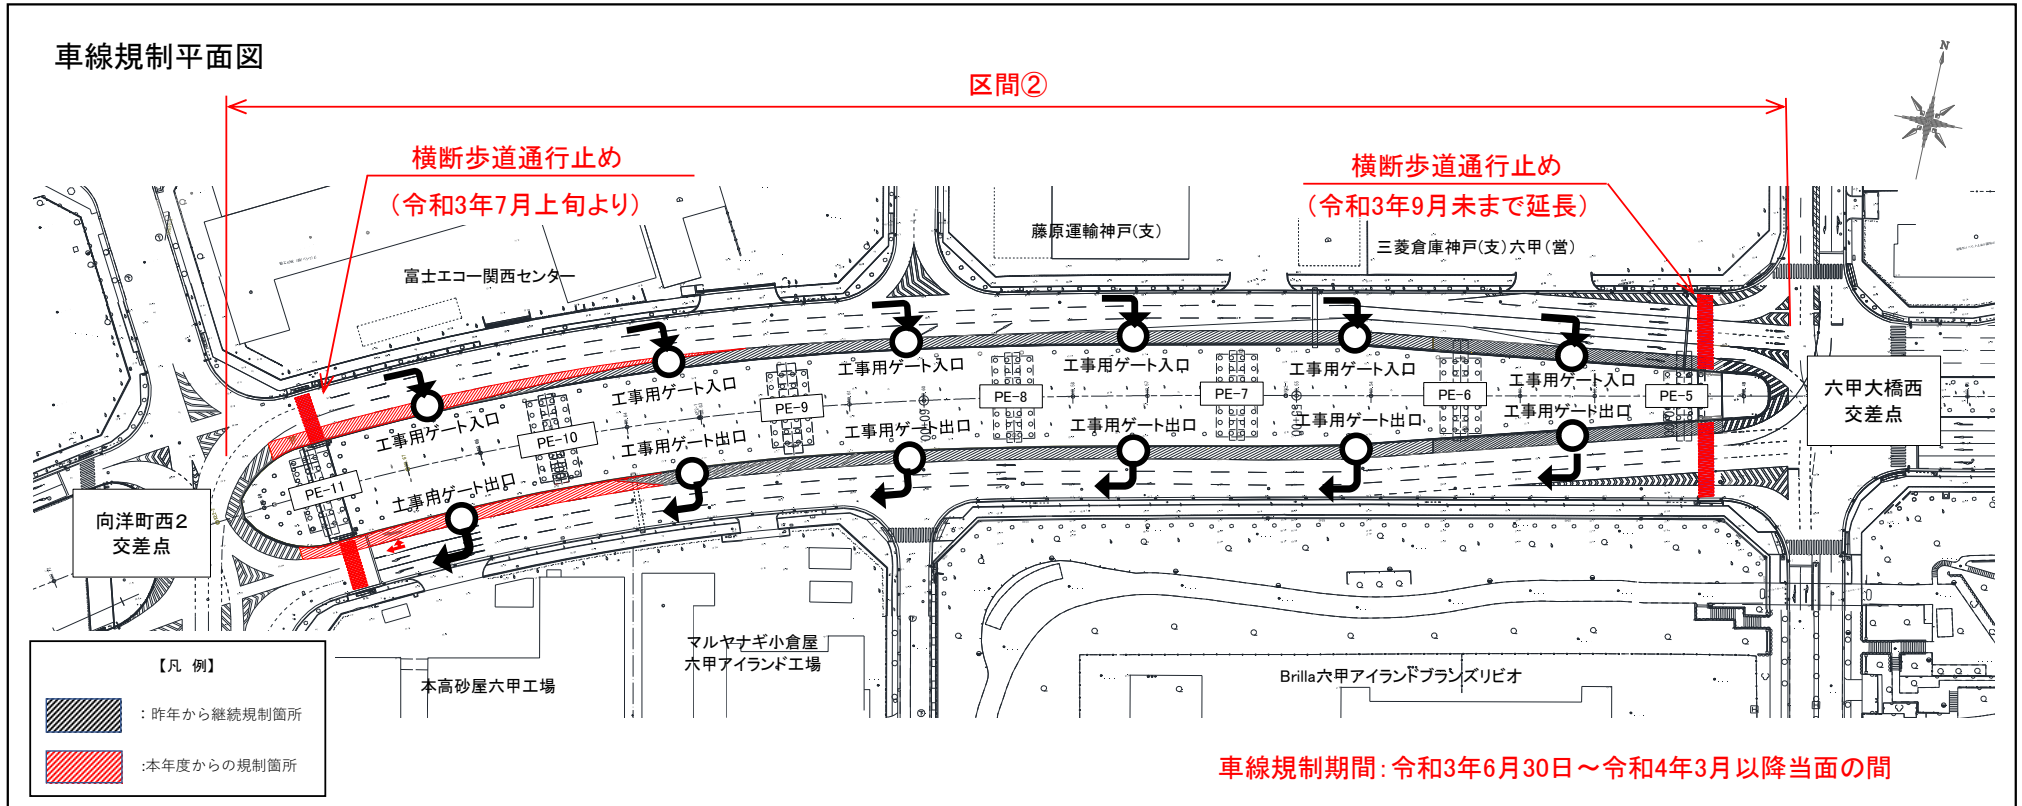 車線規制平面図
区間②
N
横断歩道通行止め
(令和3年7月上旬より)
横断歩道通行止め
(令和3年9月末まで延長)
藤原運輸神戸(支)
三菱倉庫神戸(支)六甲(営)
富士エコー関西センター
工事用ゲート入口
工事用ゲート入口
工事用ゲート入口
工事用ゲート入口
工事用ゲート入口
工事用ゲート入口
PE-11
PE-10
PE-9
PE-8
PE-7
PE-6
PE-5
工事用ゲート出口
工事用ゲート出口
工事用ゲート出口
工事用ゲート出口
工事用ゲート出口
工事用ゲート出口
六甲大橋西
交差点
向洋町西2
交差点
マルヤナギ小倉屋
六甲アイランド工場
本高砂屋六甲工場
Brilla六甲アイランドブランズリビオ
【凡 例】
:昨年から継続規制箇所
:本年度からの規制箇所
車線規制期間:令和3年6月30日~令和4年3月以降当面の間